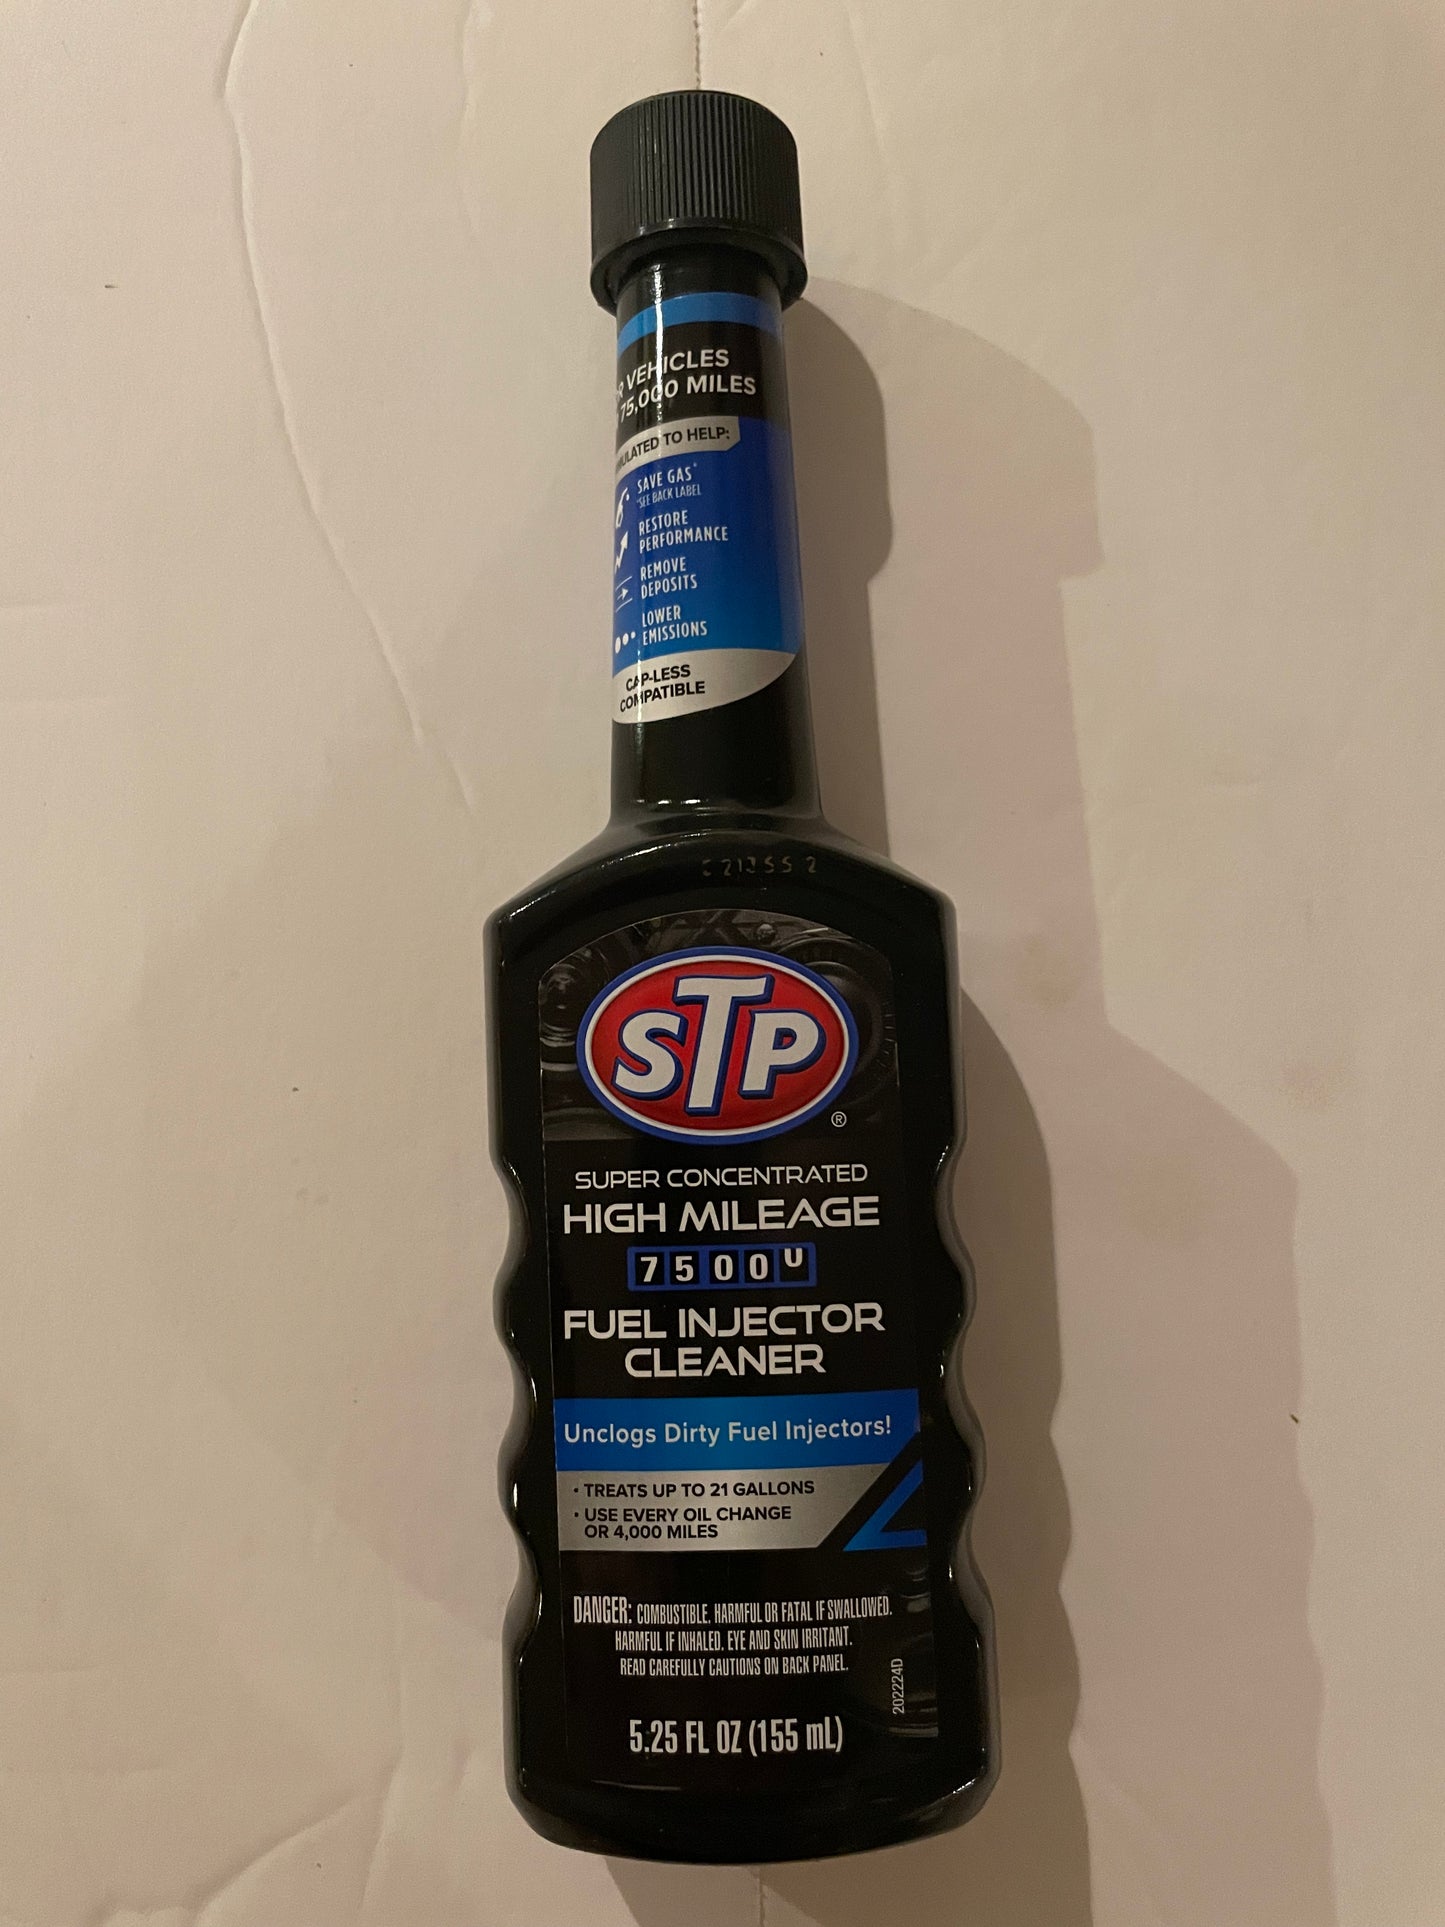 VEHICLES
75,000 MILES
TO HELP:
SAVE GAS*
*SEE BACK LABEL
RESTORE
PERFORMANCE
REMOVE
DEPOSITS
LOWER
EMISSIONS
CAP-LESS
COMPATIBLE
STP
®
SUPER CONCENTRATED
HIGH MILEAGE
75000
FUEL INJECTOR
CLEANER
Unclogs Dirty Fuel Injectors!
• TREATS UP TO 21 GALLONS
• USE EVERY OIL CHANGE
OR 4,000 MILES
DANGER: COMBUSTIBLE. HARMFUL OR FATAL IF SWALLOWED.
HARMFUL IF INHALED. EYE AND SKIN IRRITANT.
READ CAREFULLY CAUTIONS ON BACK PANEL.
202224D
5.25 FL OZ (155 mL)